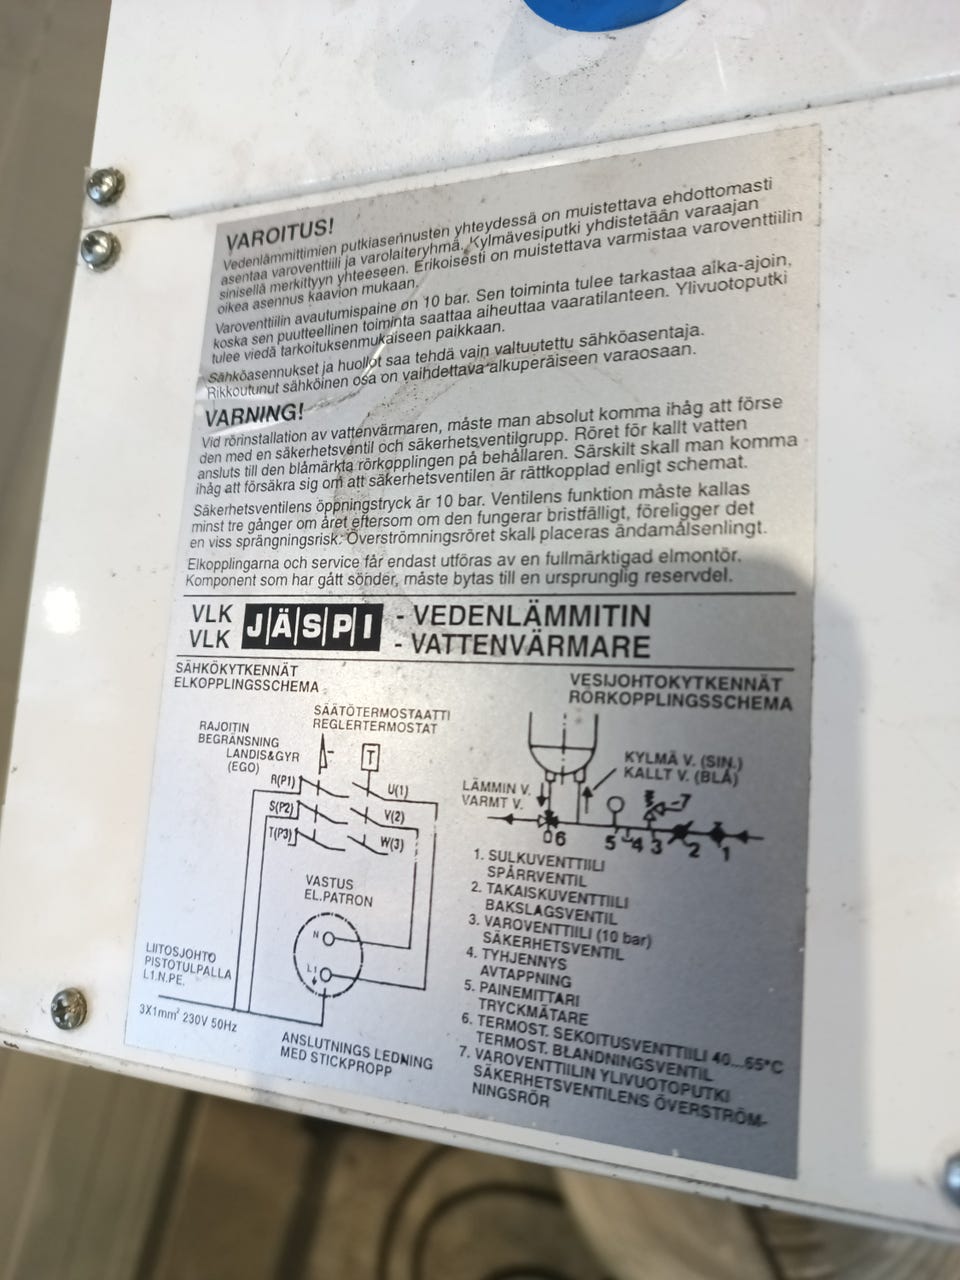 VAROITUS!
Vedenlämmittimien putkiasennusten yhteydessä on muistettava ehdottomasti
asentaa varoventtiili ja varolaiteryhmä. Kylmävesiputki yhdistetään varaajan
sinisellä merkittyyn yhteeseen. Erikoisesti on muistettava varmistaa varoventtiilin
oikea asennus kaavion mukaan.
Varoventtiilin avautumispaine on 10 bar. Sen toiminta tulee tarkastaa aika-ajoin,
koska sen puutteellinen toiminta saattaa aiheuttaa vaaratilanteen. Ylivuotoputki
tulee viedä tarkoituksenmukaiseen paikkaan.
Sähköasennukset ja huollot saa tehdä vain valtuutettu sähköasentaja.
Rikkoutunut sähköinen osa on vaihdettava alkuperäiseen varaosaan.
VARNING!
Vid rörinstallation av vattenvärmaren, måste man absolut komma ihåg att förse
den med en säkerhetsventil och säkerhetsventilgrupp. Röret för kallt vatten
ansluts till den blåmärkta rörkopplingen på behållaren. Särskilt skall man komma
ihåg att försäkra sig om att säkerhetsventilen är rättkopplad enligt schemat.
Säkerhetsventilens öppningstryck är 10 bar. Ventilens funktion måste kallas
minst tre gånger om året eftersom om den fungerar bristfälligt, föreligger det
en viss sprängningsrisk. Överströmningsröret skall placeras ändamålsenlingt.
Elkopplingarna och service får endast utföras av en fullmärktigad elmontör.
Komponent som har gått sönder, måste bytas till en ursprunglig reservdel.
VLK JÄSPI - VEDENLÄMMITIN
VLK - VATTENVÄRMARE
SÄHKÖKYTKENNÄT
ELKOPPLINGSSCHEMA
SÄÄTÖTERMOSTAATTI
REGLERTERMOSTAT
RAJOITIN
BEGRÄNSNING
LANDIS&GYR
(EGO)
T
R(P1)
U(1)
S(P2)
V(2)
T(P3)
W(3)
VASTUS
EL.PATRON
N
L1
LIITOSJOHTO
PISTOTULPALLA
L1.N.PE.
3X1mm² 230V 50Hz
ANSLUTNINGS LEDNING
MED STICKPROPP
VESIJOHTOKYTKENNÄT
RÖRKOPPLINGSSCHEMA
KYLMÄ V. (SIN.)
KALLT V. (BLÅ)
LÄMMIN V.
VARMT V.
7
6 5 4 3 2 1
1. SULKUVENTTIILI
SPÄRRVENTIL
2. TAKAISKUVENTTIILI
BAKSLAGSVENTIL
3. VAROVENTTIILI (10 bar)
SÄKERHETSVENTIL
4. TYHJENNYS
AVTAPPNING
5. PAINEMITTARI
TRYCKMÄTARE
6. TERMOST. SEKOITUSVENTTIILI 40...65°C
TERMOST. BLANDNINGSVENTIL
7. VAROVENTTIILIN YLIVUOTOPUTKI
SÄKERHETSVENTILENS ÖVERSTRÖM-
NINGSRÖR